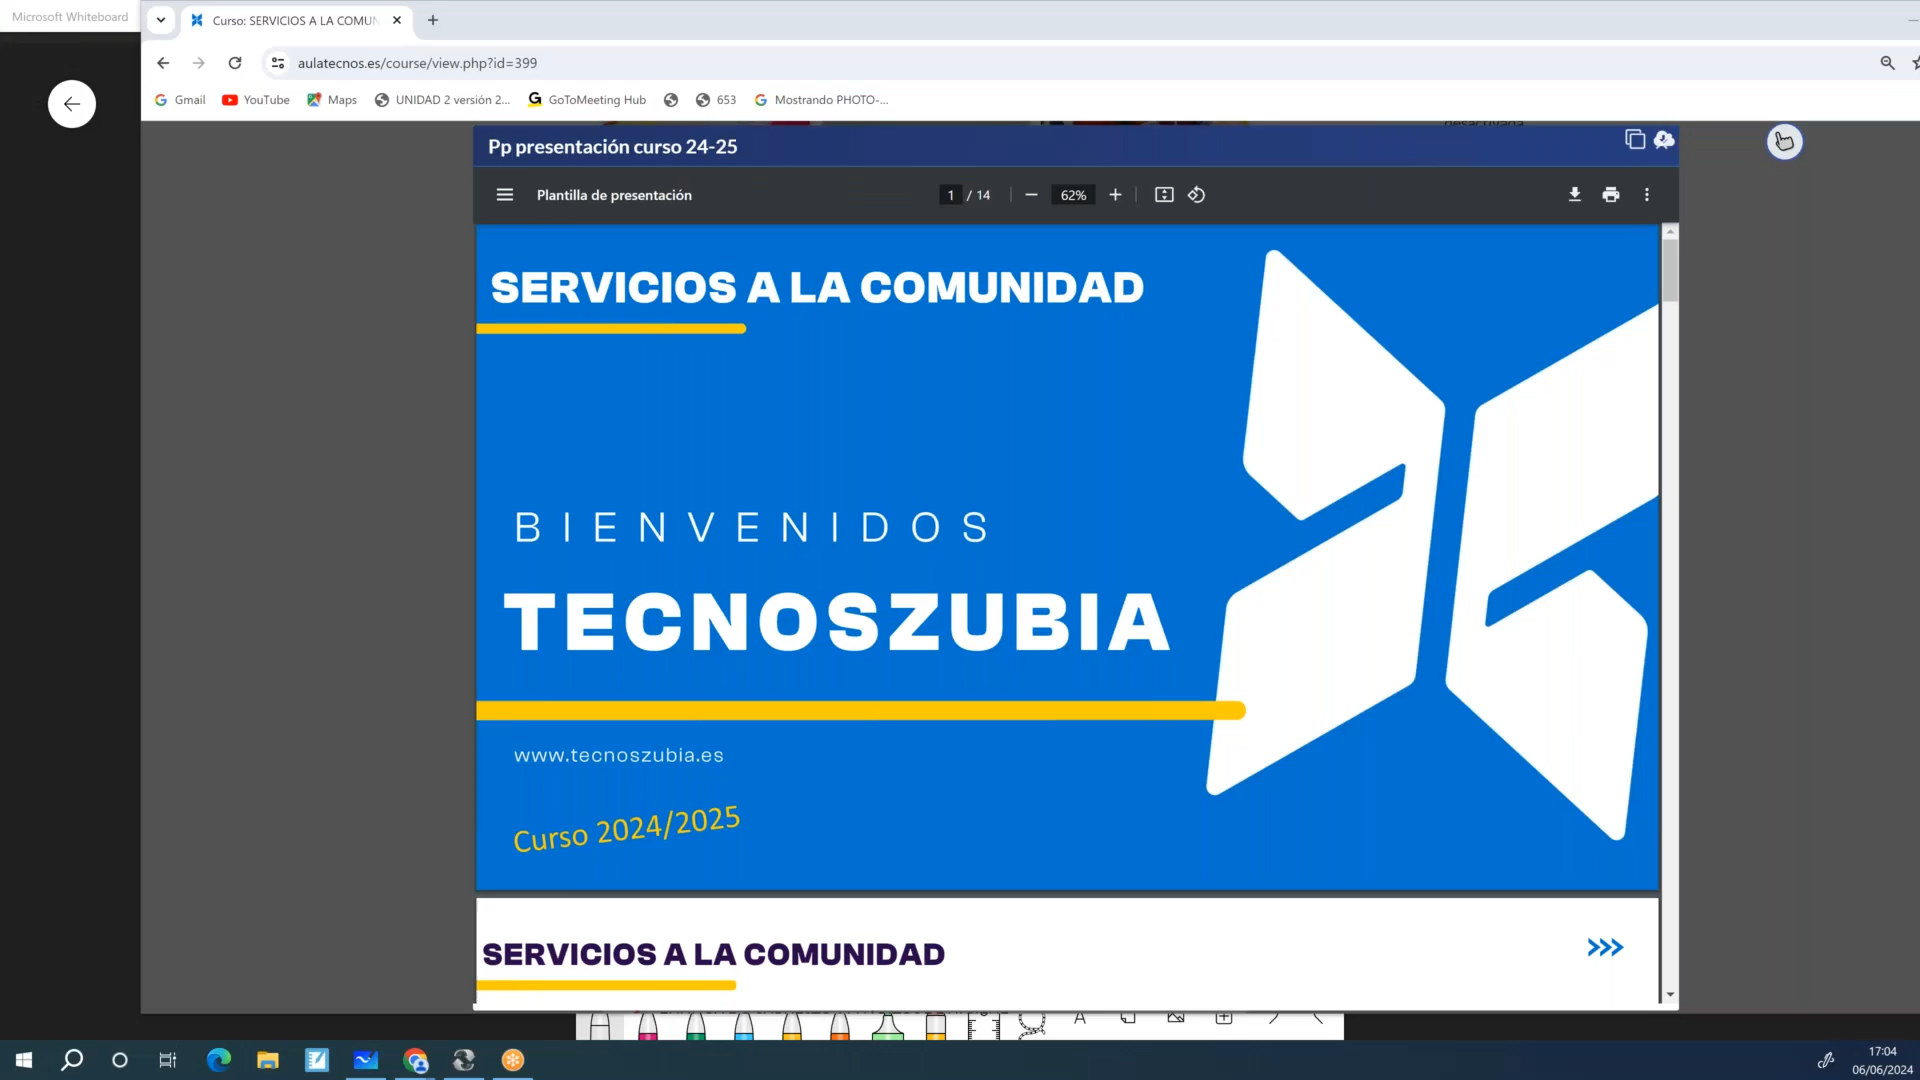 Microsoft Whiteboard
Curso: SERVICIOS A LA COMUN
aulatecnos.es/course/view.php?id=399
Gmail
YouTube
Maps
UNIDAD 2 versión 2...
GoToMeeting Hub
653
Mostrando PHOTO-...
desactivada
Pp presentación curso 24-25
Plantilla de presentación
1 / 14
62%
SERVICIOS A LA COMUNIDAD
BIENVENIDOS
TECNOSZUBIA
www.tecnoszubia.es
Curso 2024/2025
SERVICIOS A LA COMUNIDAD
17:04
06/06/2024